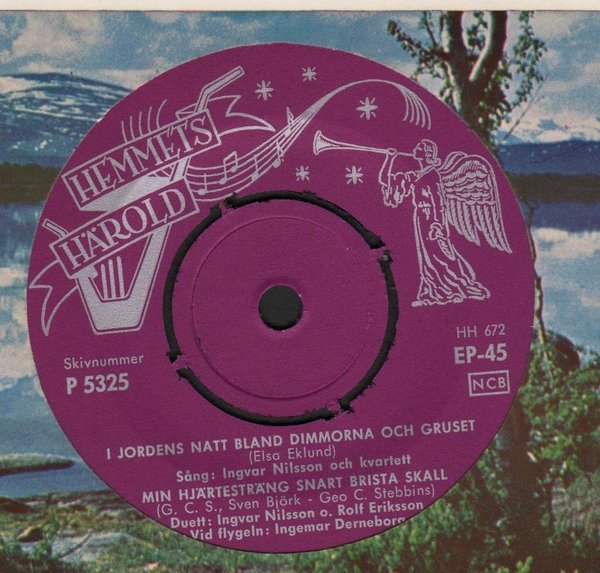 HEMMETS
HÄROLD
Skivnummer
P 5325
HH 672
EP-45
NCB
I JORDENS NATT BLAND DIMMORNA OCH GRUSET
(Elsa Eklund)
Sång: Ingvar Nilsson och kvartett
MIN HJÄRTESTRÄNG SNART BRISTA SKALL
(G. C. S., Sven Björk - Geo C. Stebbins)
Duett: Ingvar Nilsson o. Rolf Eriksson
Vid flygeln: Ingemar Derneborg